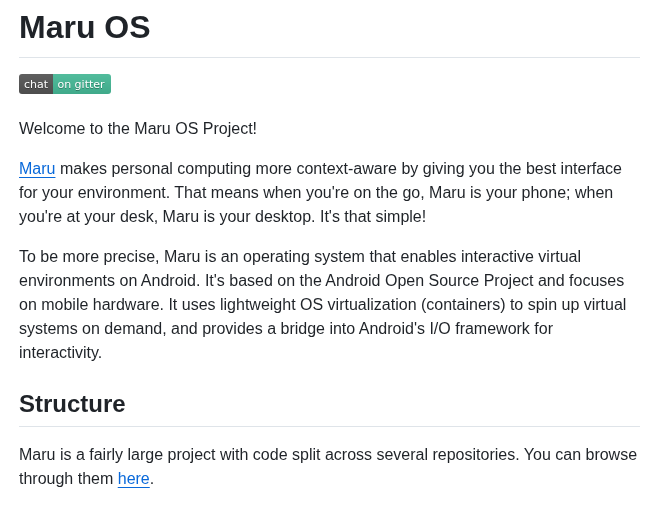 Maru OS
chat on gitter
Welcome to the Maru OS Project!
Maru makes personal computing more context-aware by giving you the best interface
for your environment. That means when you're on the go, Maru is your phone; when
you're at your desk, Maru is your desktop. It's that simple!
To be more precise, Maru is an operating system that enables interactive virtual
environments on Android. It's based on the Android Open Source Project and focuses
on mobile hardware. It uses lightweight OS virtualization (containers) to spin up virtual
systems on demand, and provides a bridge into Android's I/O framework for
interactivity.
Structure
Maru is a fairly large project with code split across several repositories. You can browse
through them here.